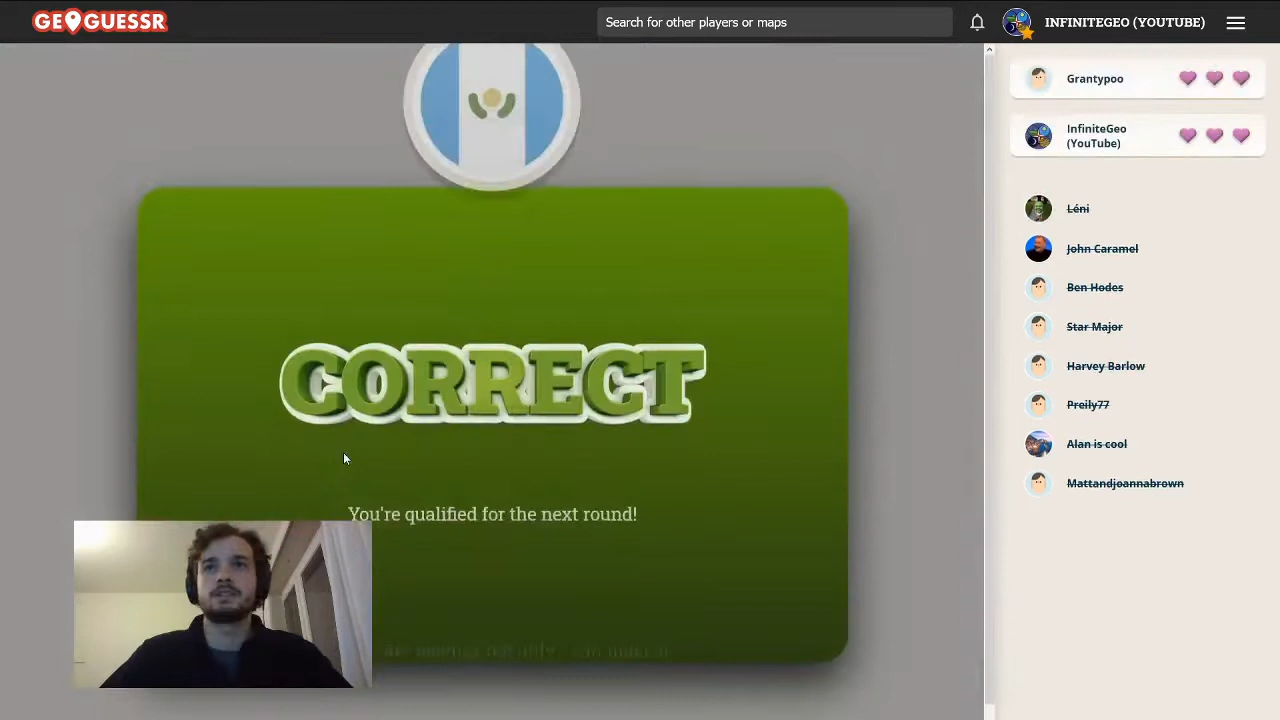 GEOGUESSR
Search for other players or maps
INFINITEGEO (YOUTUBE)
Grantypoo
InfiniteGeo
(YouTube)
Léni
John Caramel
Ben Hodes
Star Major
Harvey Barlow
Preily77
Alan is cool
Mattandjoannabrown
CORRECT
You're qualified for the next round!